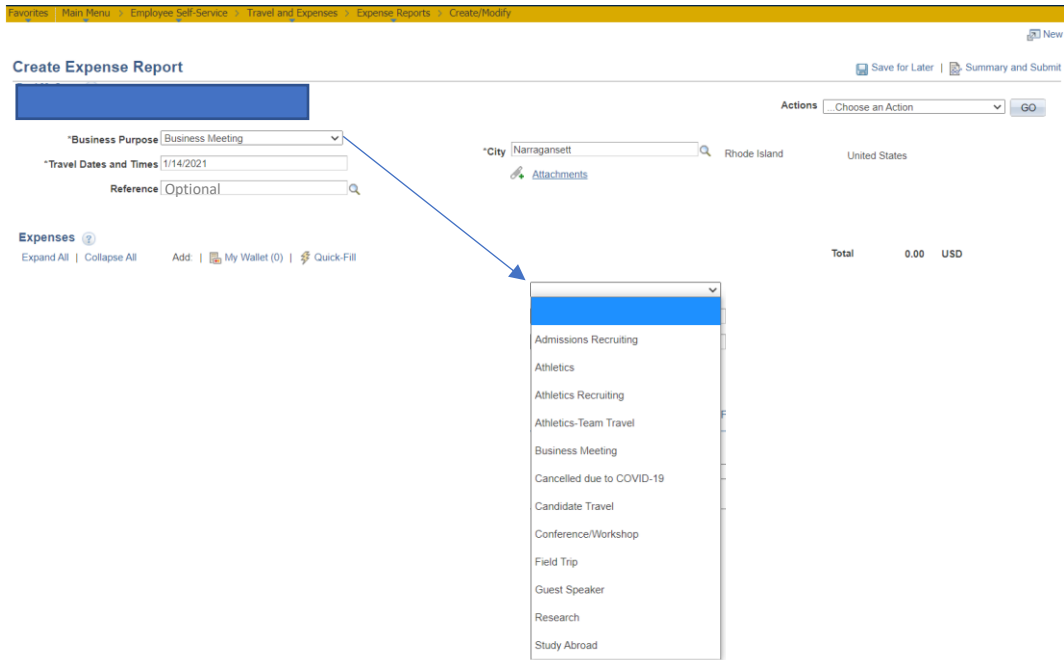 Favorites Main Menu > Employee Self-Service > Travel and Expenses > Expense Reports > Create/Modify
New
Create Expense Report
Save for Later | Summary and Submit
Actions ...Choose an Action GO
*Business Purpose Business Meeting
*City Narragansett Rhode Island United States
*Travel Dates and Times 1/14/2021
Attachments
Reference Optional
Expenses ?
Expand All | Collapse All Add: | My Wallet (0) | Quick-Fill
Total 0.00 USD
Admissions Recruiting
Athletics
Athletics Recruiting
Athletics-Team Travel
Business Meeting
Cancelled due to COVID-19
Candidate Travel
Conference/Workshop
Field Trip
Guest Speaker
Research
Study Abroad